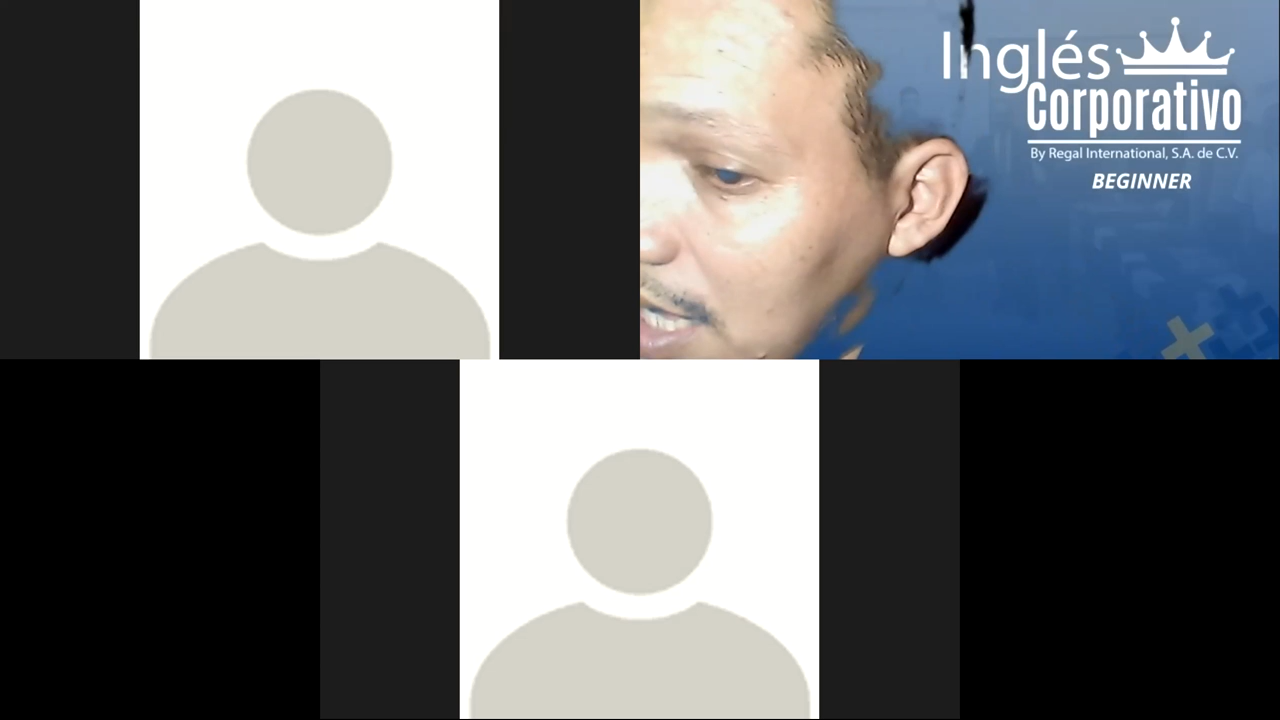 Inglés
Corporativo
By Regal International, S.A. de C.V.
BEGINNER